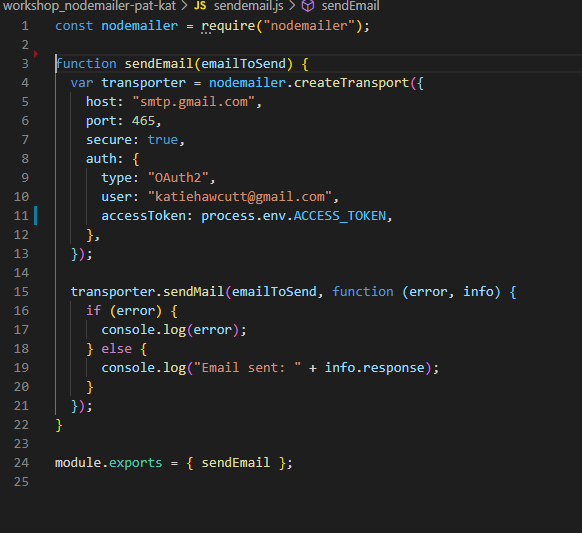 workshop_nodemailer-pat-kat > JS sendemail.js > sendEmail
1 const nodemailer = require("nodemailer");
2
3 function sendEmail(emailToSend) {
4   var transporter = nodemailer.createTransport({
5     host: "smtp.gmail.com",
6     port: 465,
7     secure: true,
8     auth: {
9       type: "OAuth2",
10       user: "katiehawcutt@gmail.com",
11       accessToken: process.env.ACCESS_TOKEN,
12     },
13   });
14
15   transporter.sendMail(emailToSend, function (error, info) {
16     if (error) {
17       console.log(error);
18     } else {
19       console.log("Email sent: " + info.response);
20     }
21   });
22 }
23
24 module.exports = { sendEmail };
25